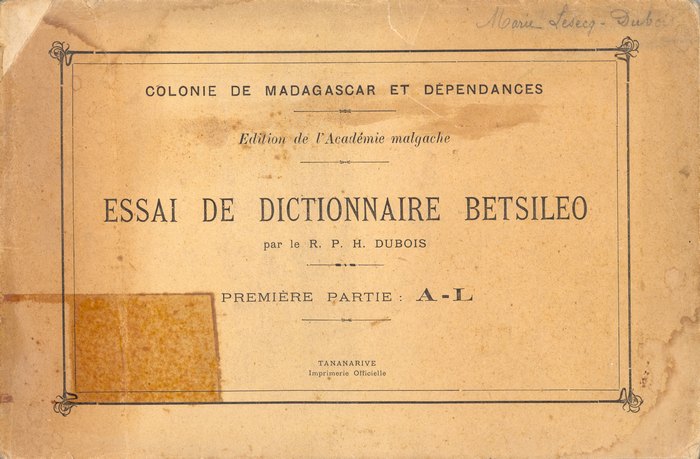 Marie Lesecq-Dubois
COLONIE DE MADAGASCAR ET DÉPENDANCES
Edition de l'Académie malgache
ESSAI DE DICTIONNAIRE BETSILEO
par le R. P. H. DUBOIS
PREMIÈRE PARTIE : A-L
TANANARIVE
Imprimerie Officielle